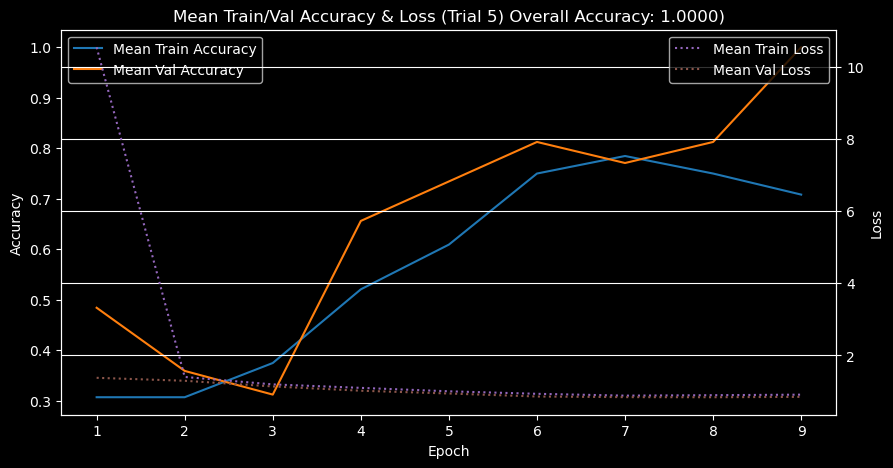 Mean Train/Val Accuracy & Loss (Trial 5) Overall Accuracy: 1.0000)
Mean Train Accuracy
Mean Val Accuracy
Mean Train Loss
Mean Val Loss
Accuracy
1.0
0.9
0.8
0.7
0.6
0.5
0.4
0.3
10
8
6
4
2
Loss
1 2 3 4 5 6 7 8 9
Epoch